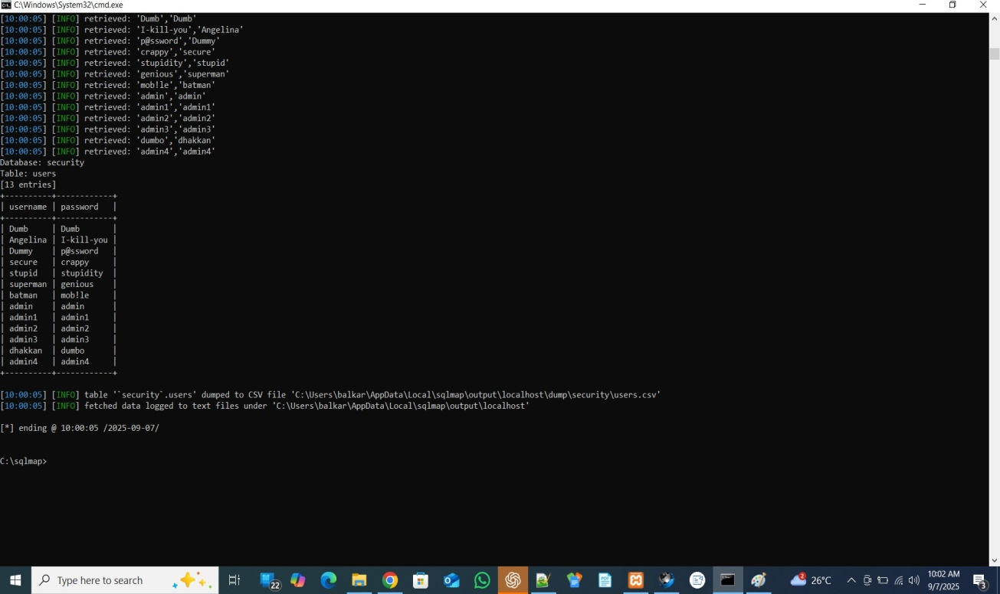 C:\Windows\System32\cmd.exe
[10:00:05] [INFO] retrieved: 'Dumb','Dumb'
[10:00:05] [INFO] retrieved: 'I-kill-you','Angelina'
[10:00:05] [INFO] retrieved: 'p@ssword','Dummy'
[10:00:05] [INFO] retrieved: 'crappy','secure'
[10:00:05] [INFO] retrieved: 'stupidity','stupid'
[10:00:05] [INFO] retrieved: 'genious','superman'
[10:00:05] [INFO] retrieved: 'mob!le','batman'
[10:00:05] [INFO] retrieved: 'admin','admin'
[10:00:05] [INFO] retrieved: 'admin1','admin1'
[10:00:05] [INFO] retrieved: 'admin2','admin2'
[10:00:05] [INFO] retrieved: 'admin3','admin3'
[10:00:05] [INFO] retrieved: 'dumbo','dhakkan'
[10:00:05] [INFO] retrieved: 'admin4','admin4'
Database: security
Table: users
[13 entries]
+----------+------------+
| username | password   |
+----------+------------+
| Dumb     | Dumb       |
| Angelina | I-kill-you |
| Dummy    | p@ssword   |
| secure   | crappy     |
| stupid   | stupidity  |
| superman | genious    |
| batman   | mob!le     |
| admin    | admin      |
| admin1   | admin1     |
| admin2   | admin2     |
| admin3   | admin3     |
| dhakkan  | dumbo      |
| admin4   | admin4     |
+----------+------------+
[10:00:05] [INFO] table '`security`.users' dumped to CSV file 'C:\Users\balkar\AppData\Local\sqlmap\output\localhost\dump\security\users.csv'
[10:00:05] [INFO] fetched data logged to text files under 'C:\Users\balkar\AppData\Local\sqlmap\output\localhost'
[*] ending @ 10:00:05 /2025-09-07/
C:\sqlmap>
Type here to search
22
2
26°C
10:02 AM
9/7/2025
3